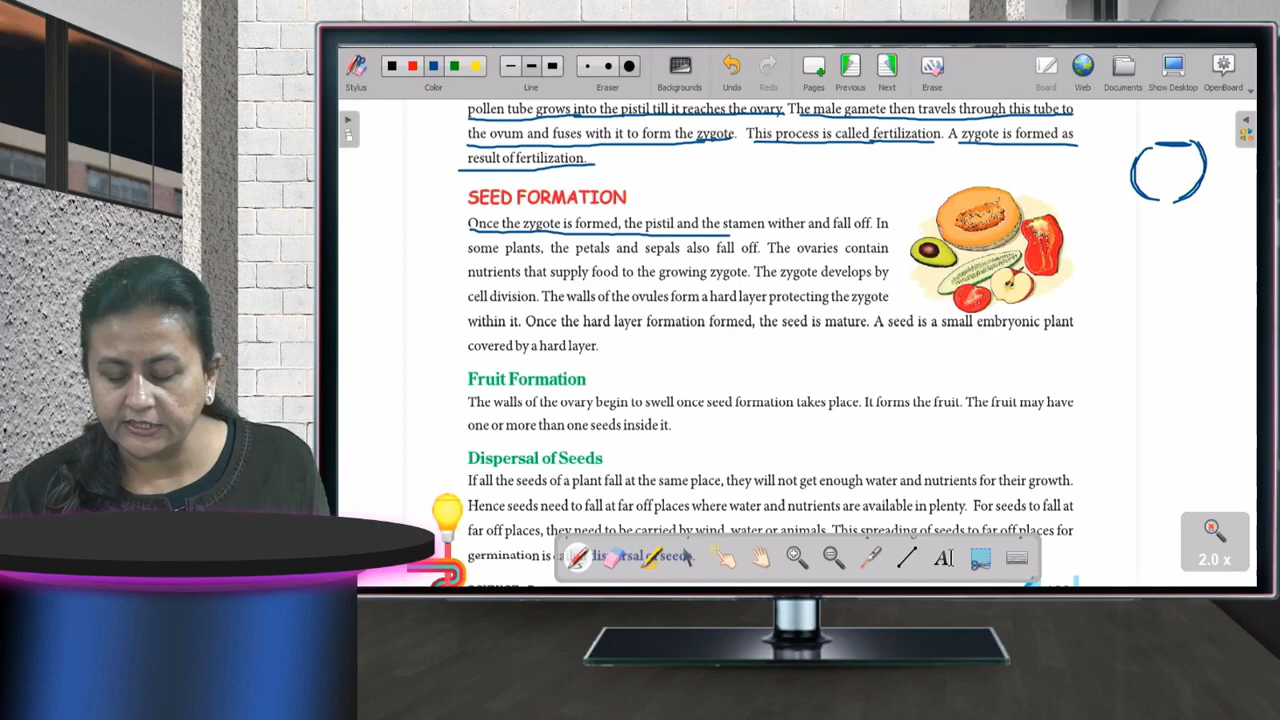 Stylus
Color
Line
Eraser
Backgrounds
Undo
Redo
Pages
Previous
Next
Erase
Board
Web
Documents
Show Desktop
OpenBoard
pollen tube grows into the pistil till it reaches the ovary. The male gamete then travels through this tube to
the ovum and fuses with it to form the zygote. This process is called fertilization. A zygote is formed as
result of fertilization.
SEED FORMATION
Once the zygote is formed, the pistil and the stamen wither and fall off. In
some plants, the petals and sepals also fall off. The ovaries contain
nutrients that supply food to the growing zygote. The zygote develops by
cell division. The walls of the ovules form a hard layer protecting the zygote
within it. Once the hard layer formation formed, the seed is mature. A seed is a small embryonic plant
covered by a hard layer.
Fruit Formation
The walls of the ovary begin to swell once seed formation takes place. It forms the fruit. The fruit may have
one or more than one seeds inside it.
Dispersal of Seeds
If all the seeds of a plant fall at the same place, they will not get enough water and nutrients for their growth.
Hence seeds need to fall at far off places where water and nutrients are available in plenty. For seeds to fall at
far off places, they need to be carried by wind, water or animals. This spreading of seeds to far off places for
germination is called dispersal of seeds.
2.0 x